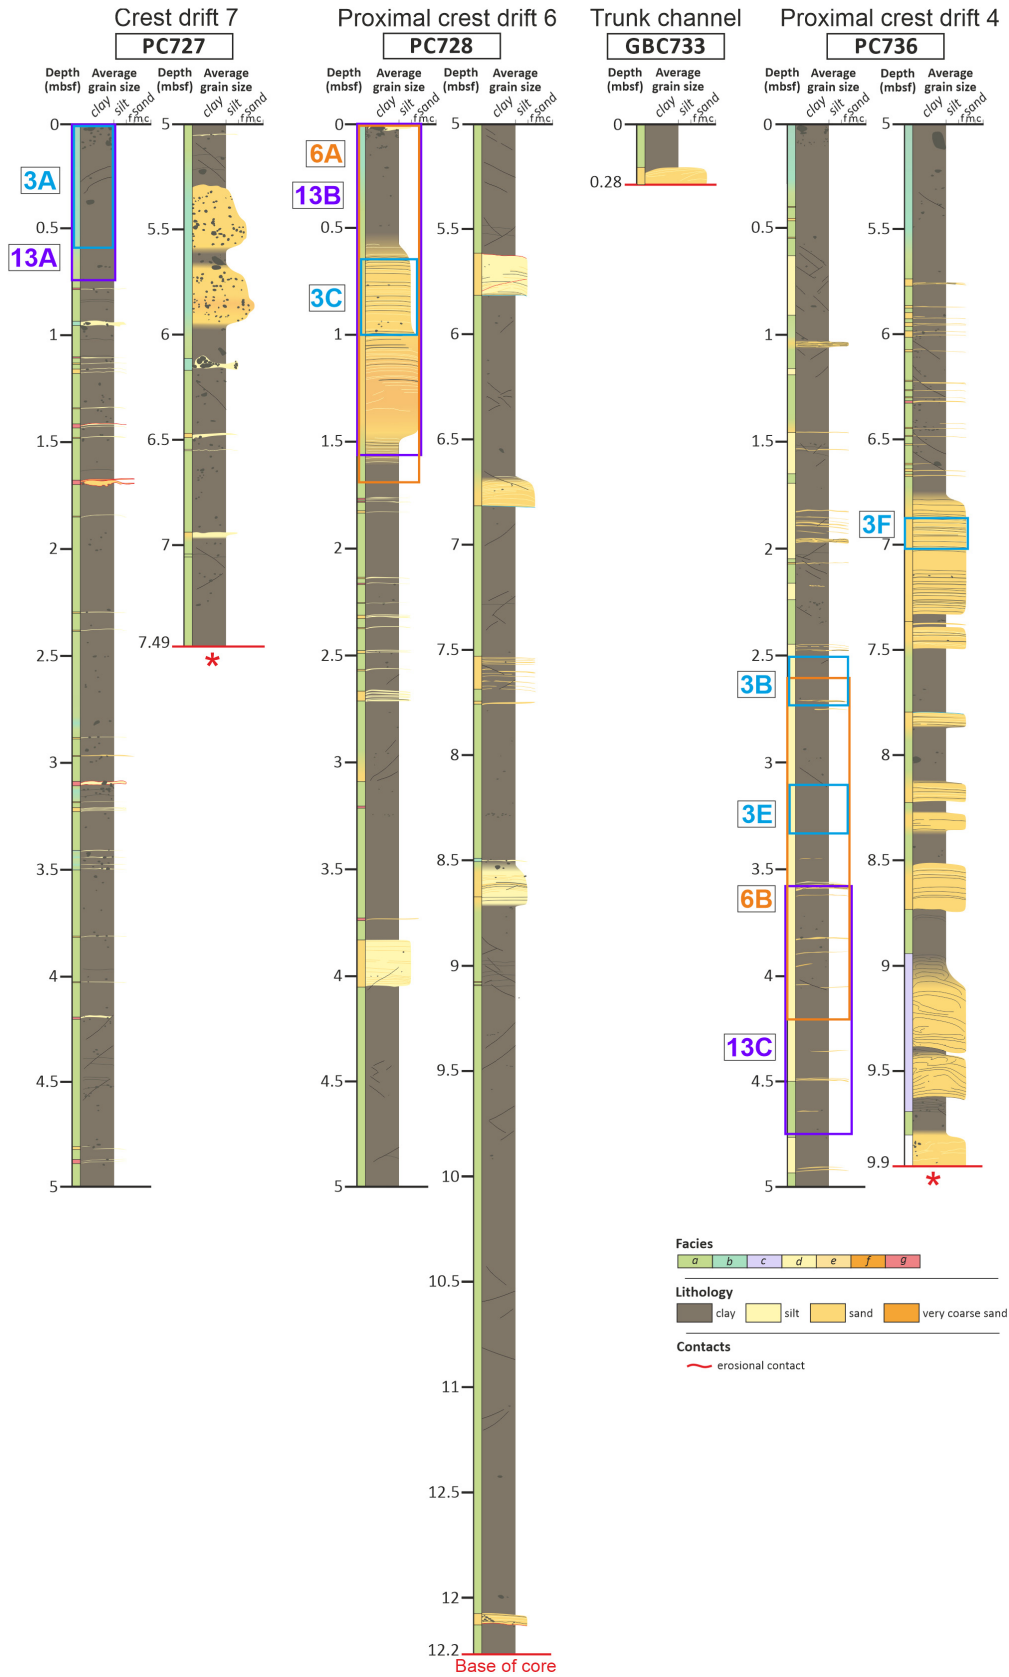 Crest drift 7
PC727
Depth (mbsf)
Average grain size
clay silt sand
f m c
Depth (mbsf)
Average grain size
clay silt sand
f m c
0
0.5
1
1.5
2
2.5
3
3.5
4
4.5
5
3A
13A
5
5.5
6
6.5
7
7.49
*
Proximal crest drift 6
PC728
Depth (mbsf)
Average grain size
clay silt sand
f m c
Depth (mbsf)
Average grain size
clay silt sand
f m c
0
0.5
1
1.5
2
2.5
3
3.5
4
4.5
5
6A
13B
3C
5
5.5
6
6.5
7
7.5
8
8.5
9
9.5
10
10.5
11
12.5
12
12.2
Base of core
Trunk channel
GBC733
Depth (mbsf)
Average grain size
clay silt sand
f m c
0
0.28
Proximal crest drift 4
PC736
Depth (mbsf)
Average grain size
clay silt sand
f m c
Depth (mbsf)
Average grain size
clay silt sand
f m c
0
0.5
1
1.5
2
2.5
3
3.5
4
4.5
5
3B
3E
6B
13C
5
5.5
6
6.5
3F
7
7.5
8
8.5
9
9.5
9.9
*
Facies
a b c d e f g
Lithology
clay silt sand very coarse sand
Contacts
erosional contact